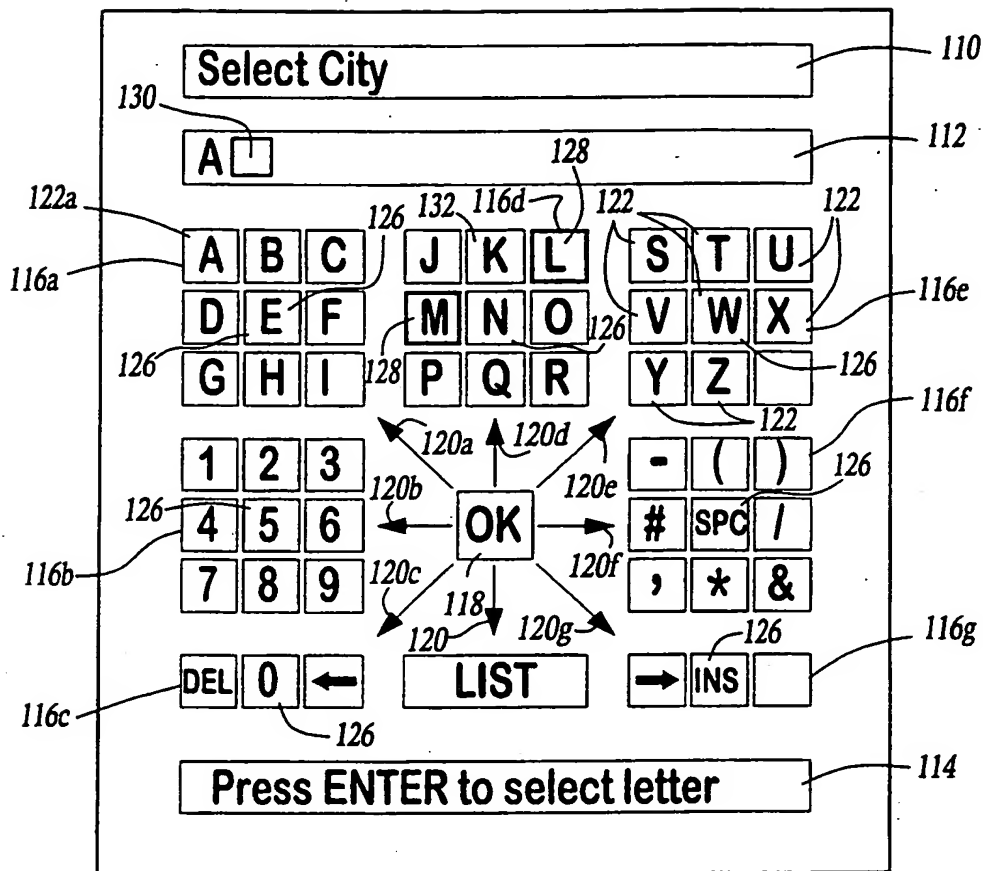 Select City
110
130
A
112
128
116d
132
126
122
122
122a
A B C J K L S T U
116a
116e
D E F M N O V W X
126
128
126
126
G H I P Q R Y Z
122
116f
120a
120d
1 2 3 - ( )
120b
120e
126
126
4 5 6 OK # SPC /
116b
120c
120f
7 8 9 118 , * &
120
120g
126
116g
DEL 0 ← LIST → INS
116c
126
Press ENTER to select letter
114